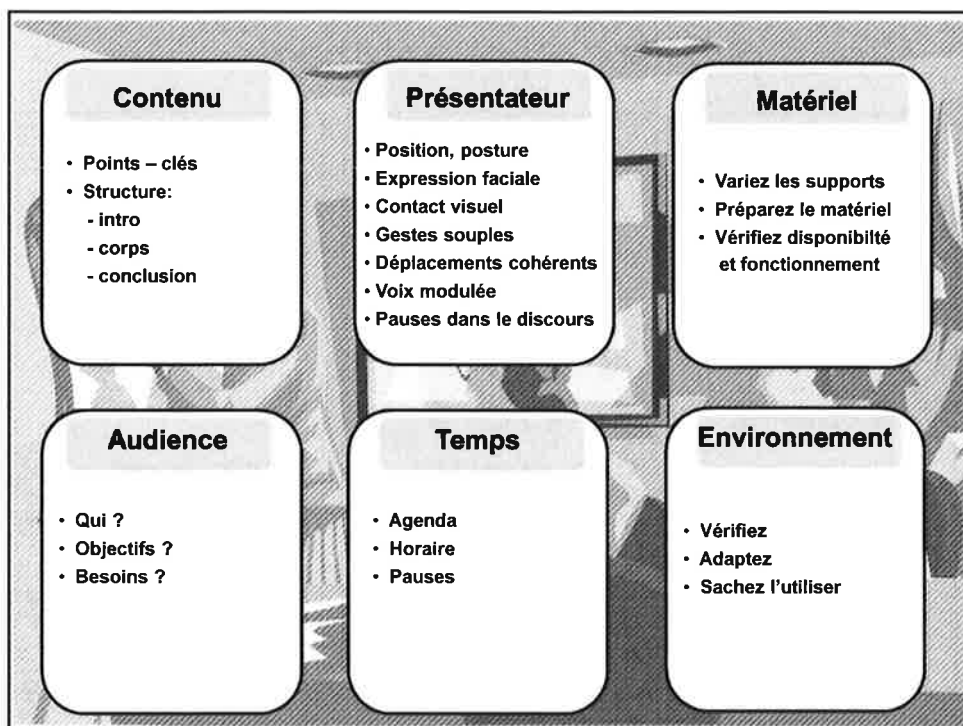 Contenu
• Points – clés
• Structure:
- intro
- corps
- conclusion
Présentateur
• Position, posture
• Expression faciale
• Contact visuel
• Gestes souples
• Déplacements cohérents
• Voix modulée
• Pauses dans le discours
Matériel
• Variez les supports
• Préparez le matériel
• Vérifiez disponibilté
et fonctionnement
Audience
• Qui ?
• Objectifs ?
• Besoins ?
Temps
• Agenda
• Horaire
• Pauses
Environnement
• Vérifiez
• Adaptez
• Sachez l'utiliser